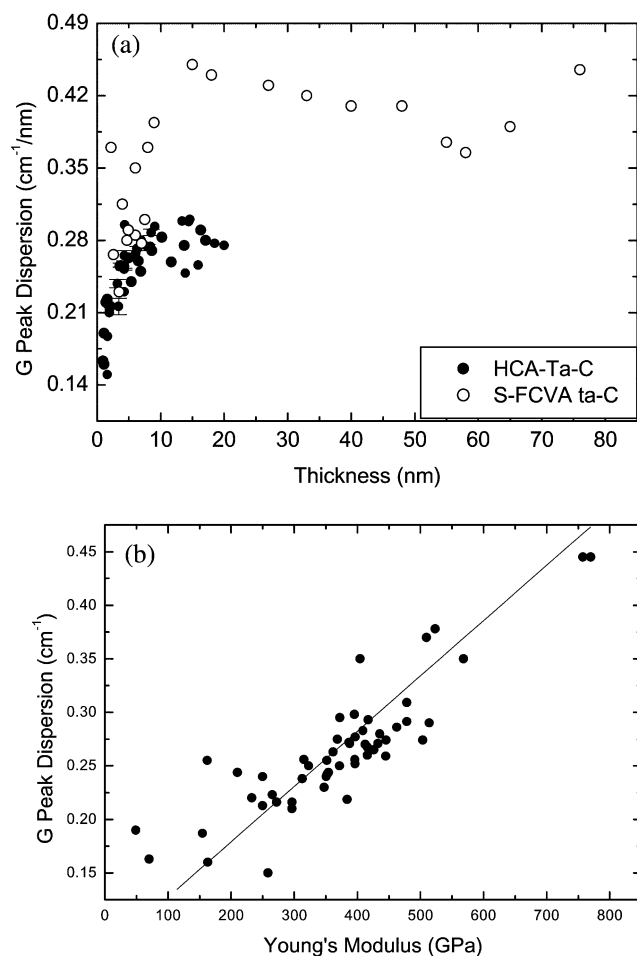 (a)
0.49
0.42
0.35
0.28
0.21
0.14
G Peak Dispersion (cm⁻¹/nm)
HCA-Ta-C
S-FCVA ta-C
0 10 20 30 40 50 60 70 80
Thickness (nm)
(b)
0.45
0.40
0.35
0.30
0.25
0.20
0.15
G Peak Dispersion (cm⁻¹)
0 100 200 300 400 500 600 700 800
Young's Modulus (GPa)